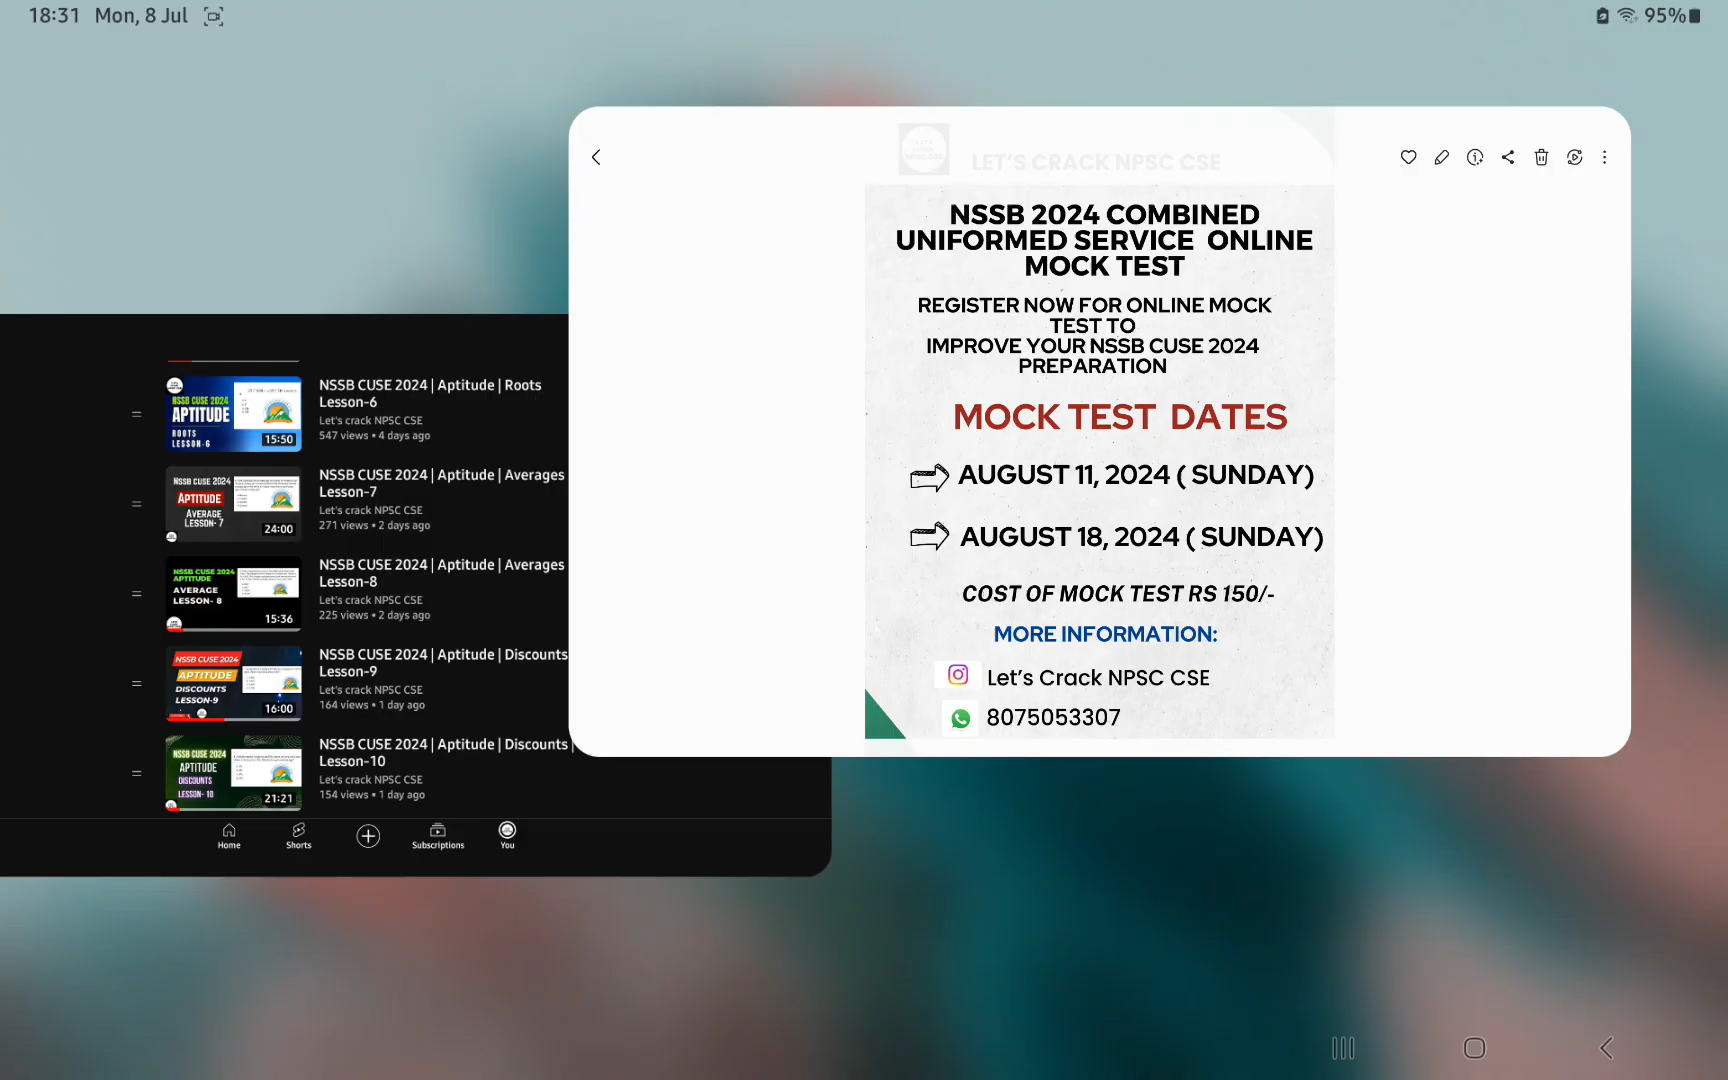 18:31 Mon, 8 Jul
95%
LET'S CRACK NPSC CSE
NSSB 2024 COMBINED
UNIFORMED SERVICE ONLINE
MOCK TEST
REGISTER NOW FOR ONLINE MOCK
TEST TO
IMPROVE YOUR NSSB CUSE 2024
PREPARATION
MOCK TEST DATES
AUGUST 11, 2024 ( SUNDAY)
AUGUST 18, 2024 ( SUNDAY)
COST OF MOCK TEST RS 150/-
MORE INFORMATION:
Let's Crack NPSC CSE
8075053307
NSSB CUSE 2024
APTITUDE
ROOTS
LESSON-6
15:50
NSSB CUSE 2024 | Aptitude | Roots
Lesson-6
Let's crack NPSC CSE
547 views • 4 days ago
NSSB CUSE 2024
APTITUDE
AVERAGE
LESSON- 7
24:00
NSSB CUSE 2024 | Aptitude | Averages
Lesson-7
Let's crack NPSC CSE
271 views • 2 days ago
NSSB CUSE 2024
APTITUDE
AVERAGE
LESSON- 8
15:36
NSSB CUSE 2024 | Aptitude | Averages
Lesson-8
Let's crack NPSC CSE
225 views • 2 days ago
NSSB CUSE 2024
APTITUDE
DISCOUNTS
LESSON-9
16:00
NSSB CUSE 2024 | Aptitude | Discounts
Lesson-9
Let's crack NPSC CSE
164 views • 1 day ago
NSSB CUSE 2024
APTITUDE
DISCOUNTS
LESSON- 10
21:21
NSSB CUSE 2024 | Aptitude | Discounts |
Lesson-10
Let's crack NPSC CSE
154 views • 1 day ago
Home
Shorts
Subscriptions
You